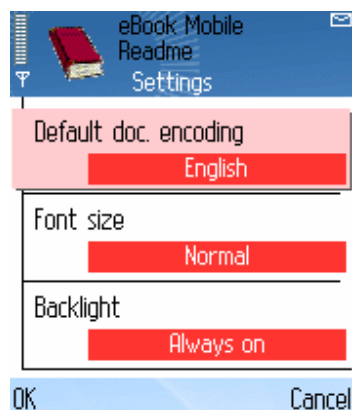 eBook Mobile
Readme
Settings
Default doc. encoding
English
Font size
Normal
Backlight
Always on
OK Cancel